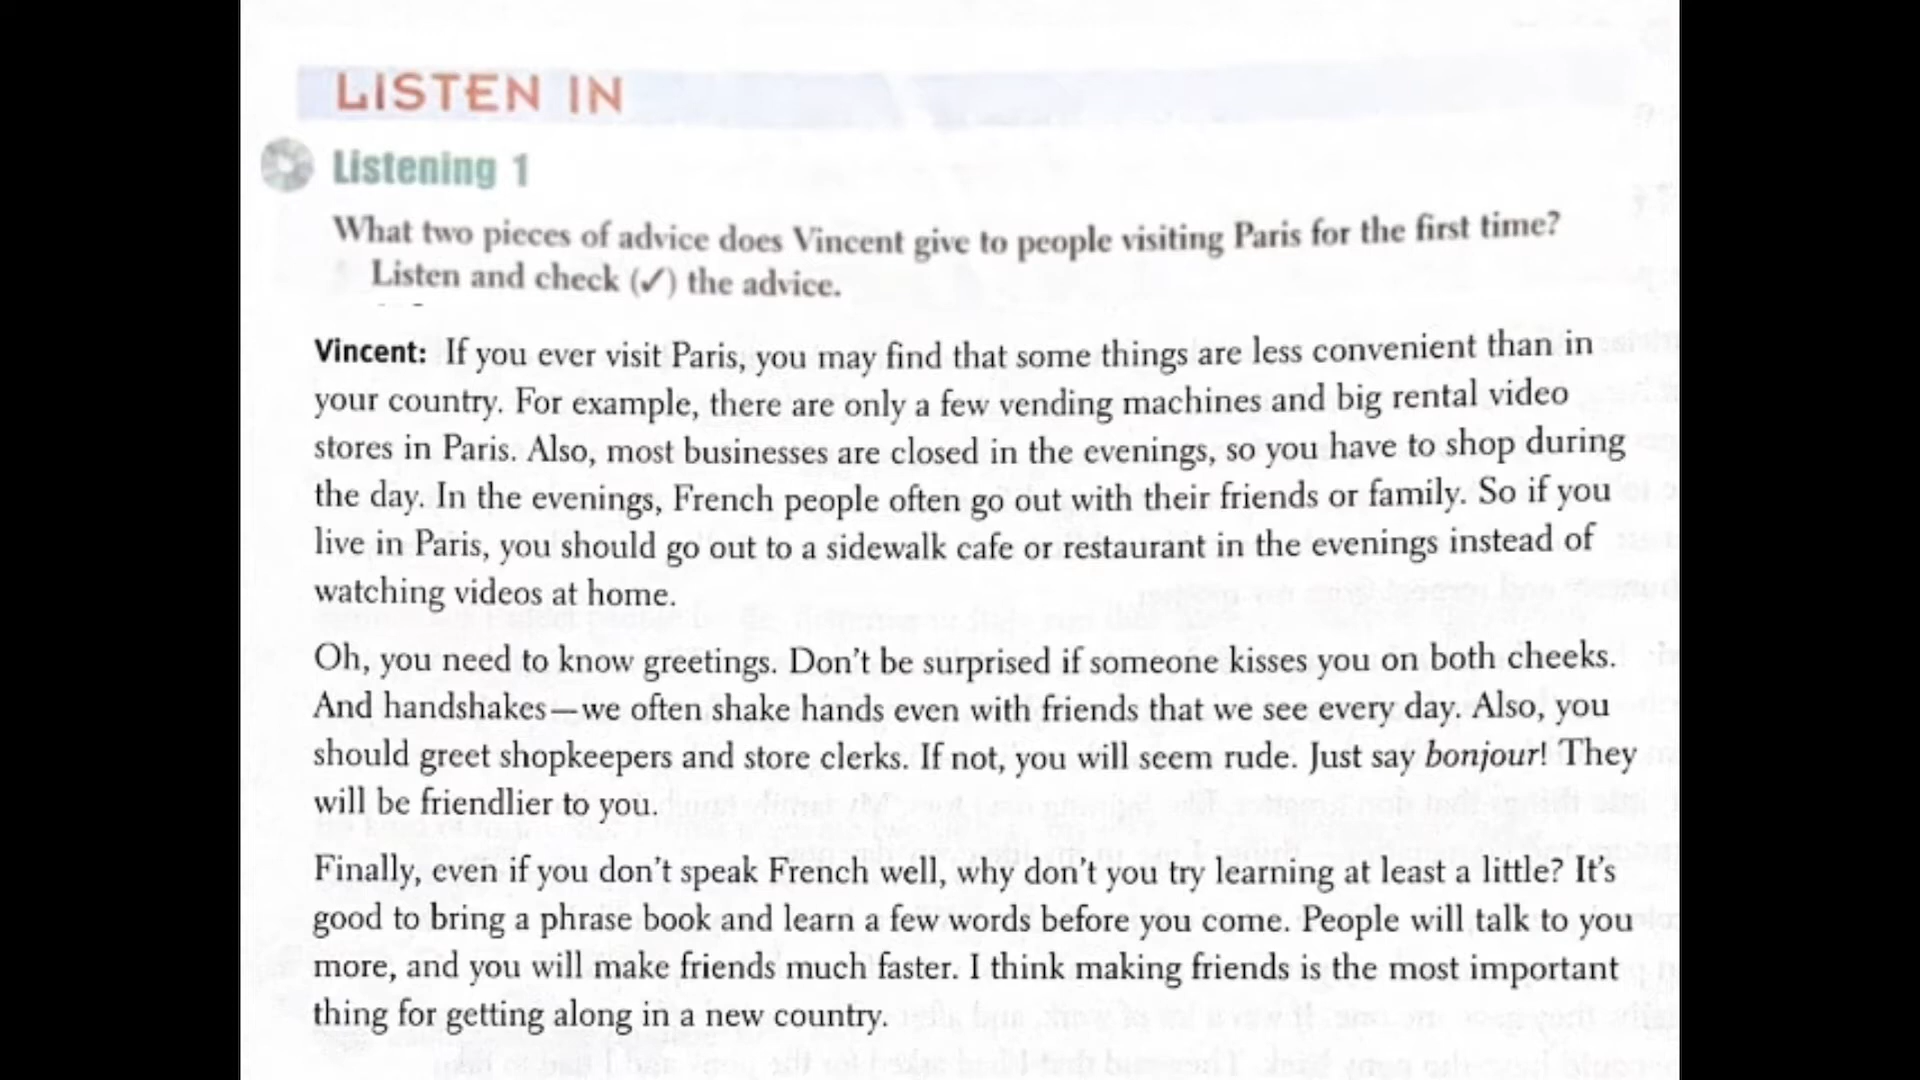 LISTEN IN
Listening 1
What two pieces of advice does Vincent give to people visiting Paris for the first time?
Listen and check (✓) the advice.
Vincent: If you ever visit Paris, you may find that some things are less convenient than in
your country. For example, there are only a few vending machines and big rental video
stores in Paris. Also, most businesses are closed in the evenings, so you have to shop during
the day. In the evenings, French people often go out with their friends or family. So if you
live in Paris, you should go out to a sidewalk cafe or restaurant in the evenings instead of
watching videos at home.
Oh, you need to know greetings. Don't be surprised if someone kisses you on both cheeks.
And handshakes—we often shake hands even with friends that we see every day. Also, you
should greet shopkeepers and store clerks. If not, you will seem rude. Just say bonjour! They
will be friendlier to you.
Finally, even if you don't speak French well, why don't you try learning at least a little? It's
good to bring a phrase book and learn a few words before you come. People will talk to you
more, and you will make friends much faster. I think making friends is the most important
thing for getting along in a new country.